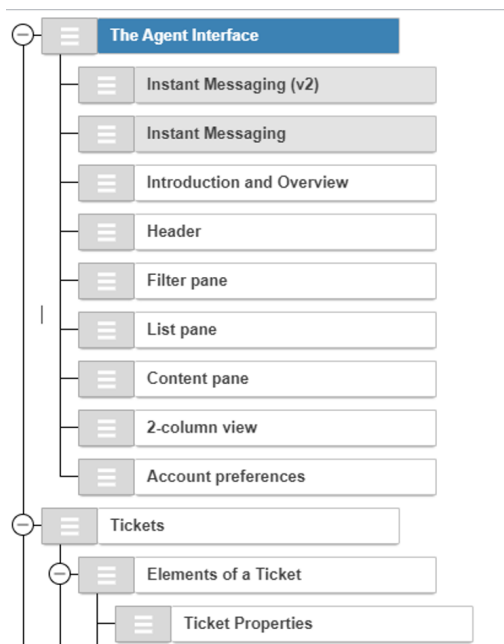 The Agent Interface
Instant Messaging (v2)
Instant Messaging
Introduction and Overview
Header
Filter pane
List pane
Content pane
2-column view
Account preferences
Tickets
Elements of a Ticket
Ticket Properties